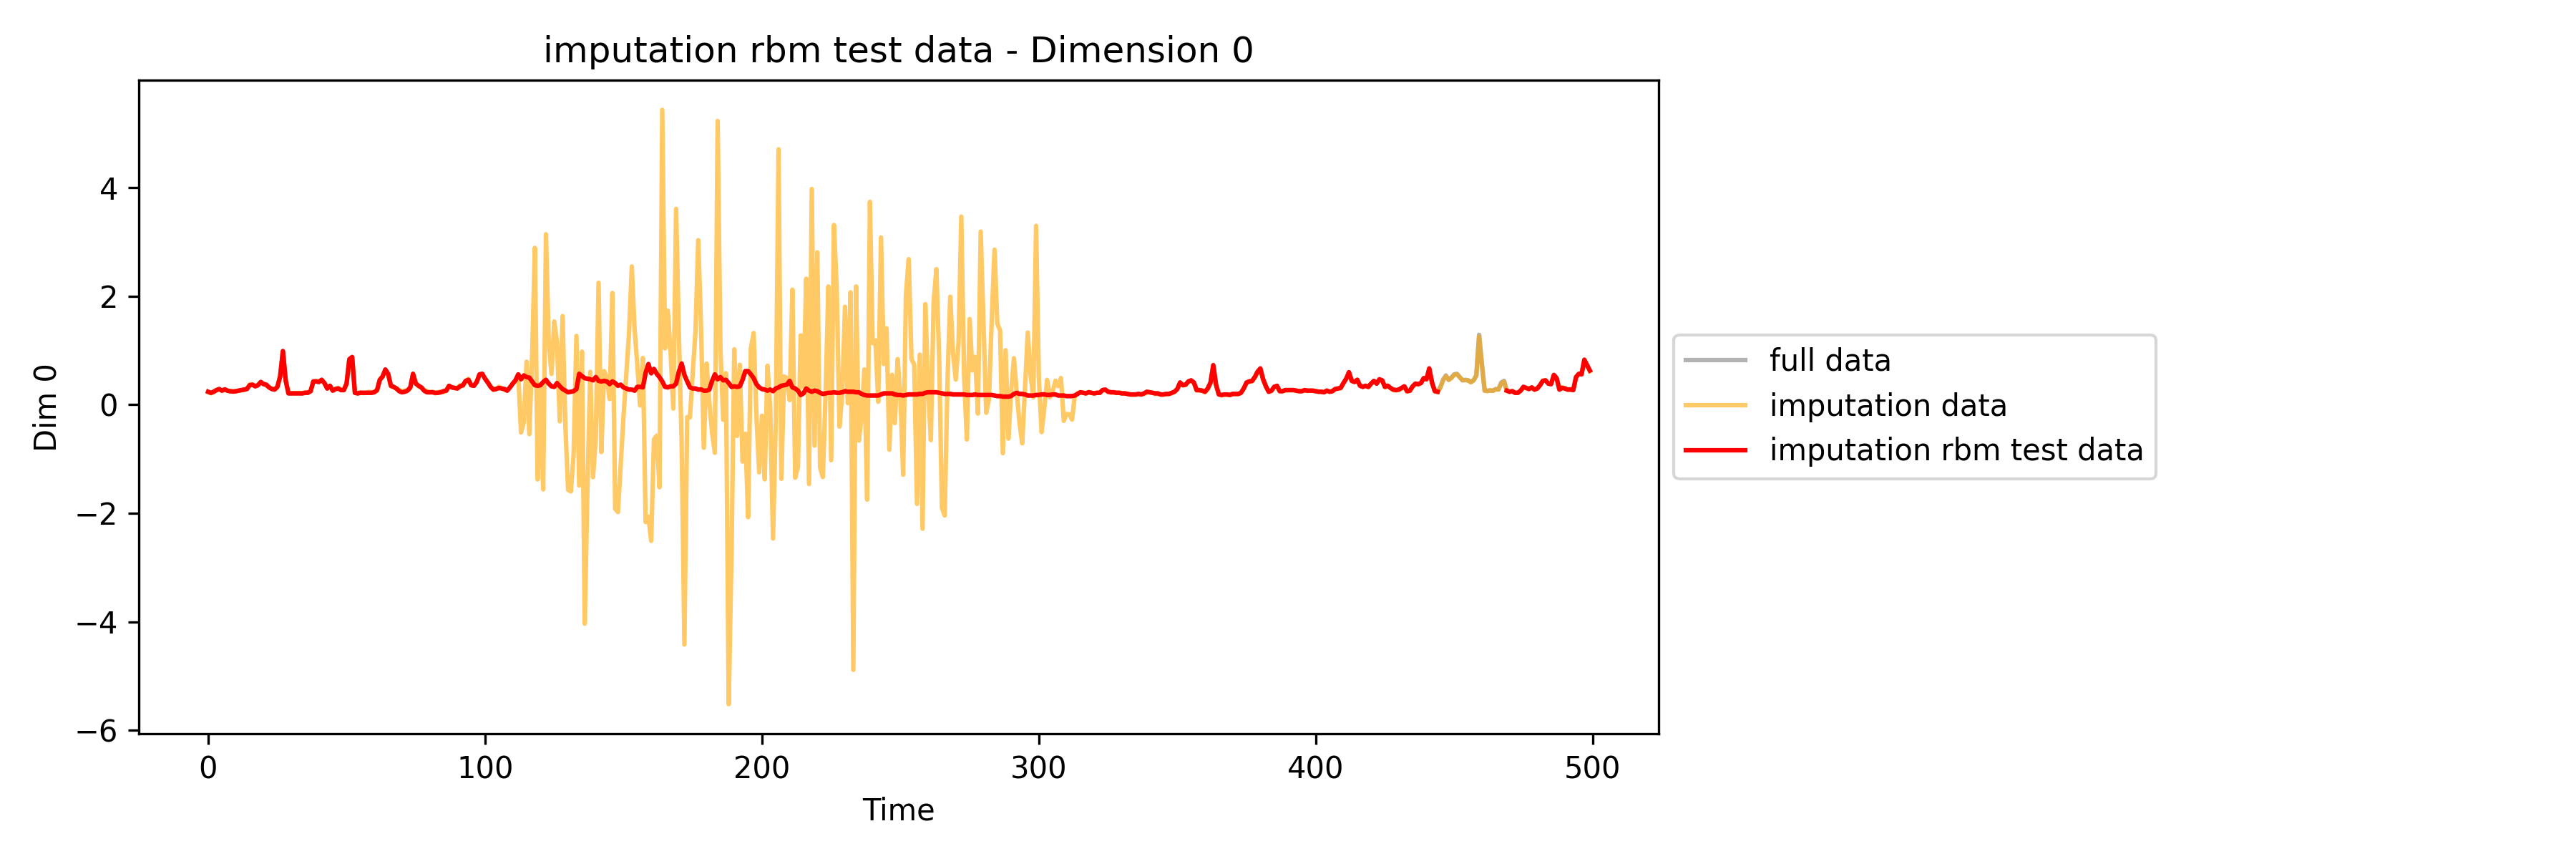 imputation rbm test data - Dimension 0
Dim 0
4
2
0
−2
−4
−6
0 100 200 300 400 500
Time
full data
imputation data
imputation rbm test data